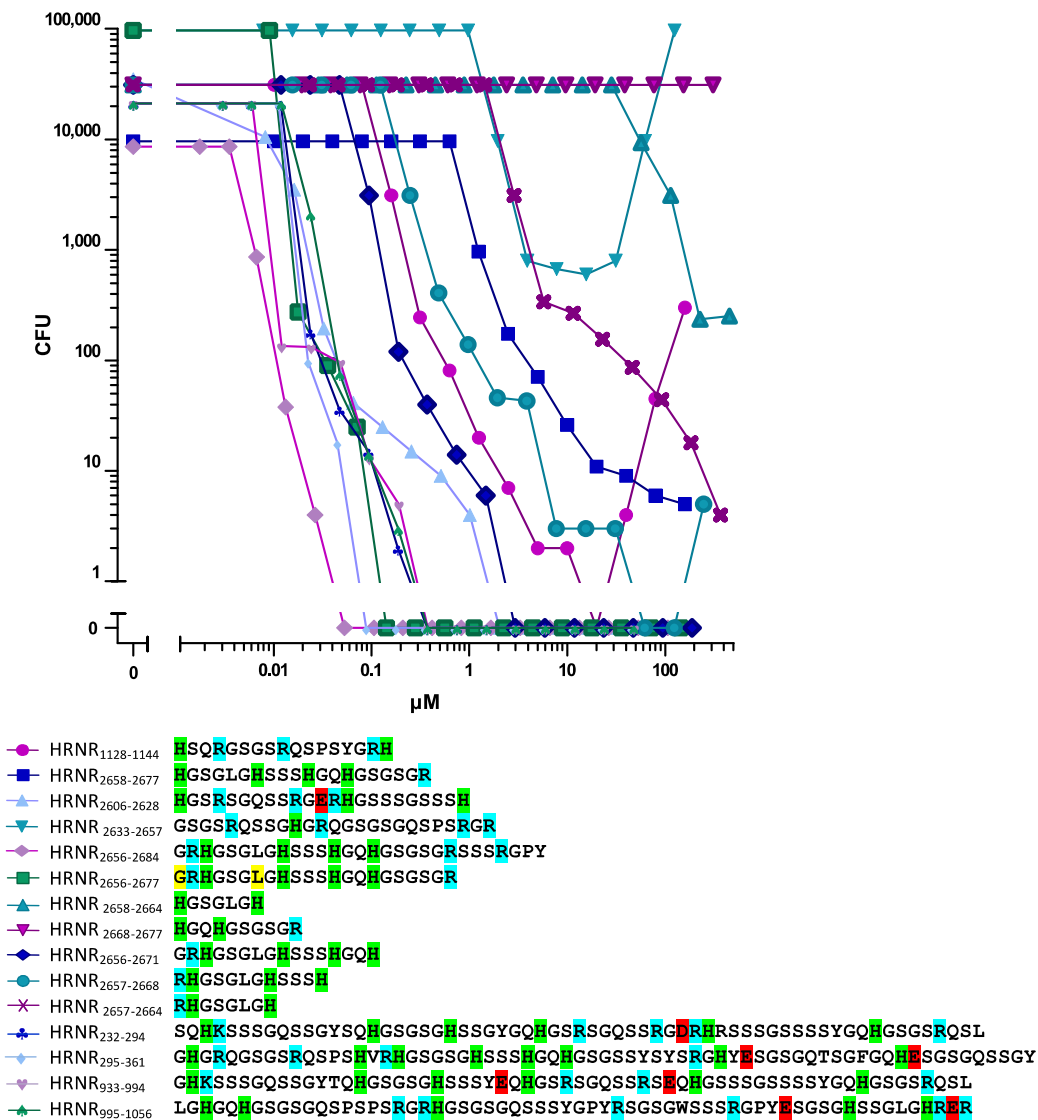 100,000
10,000
1,000
100
10
1
0
CFU
0 0.01 0.1 1 10 100
µM
HRNR1128-1144 HSQRGSGSRQSPSYGRH
HRNR2658-2677 HGSGLGHSSSHGQHGSGSGR
HRNR2606-2628 HGSRSGQSSRGERHGSSSGSSSH
HRNR 2633-2657 GSGSRQSSGHGRQGSGSGQSPSRGR
HRNR2656-2684 GRHGSGLGHSSSHGQHGSGSGRSSSRGPY
HRNR2656-2677 GRHGSGLGHSSSHGQHGSGSGR
HRNR 2658-2664 HGSGLGH
HRNR 2668-2677 HGQHGSGSGR
HRNR2656-2671 GRHGSGLGHSSSHGQH
HRNR2657-2668 RHGSGLGHSSSH
HRNR 2657-2664 RHGSGLGH
HRNR232-294 SQHKSSSGQSSGYSQHGSGSGHSSGYGQHGSRSGQSSRGDRHRSSSGSSSSYGQHGSGSRQSL
HRNR295-361 GHGRQGSGSRQSPSHVRHGSGSGHSSSHGQHGSGSSYSYSRGHYESGSGQTSGFGQHESGSGQSSGY
HRNR933-994 GHKSSSGQSSGYTQHGSGSGHSSSYEQHGSRSGQSSRSEQHGSSSGSSSSYGQHGSGSRQSL
HRNR995-1056 LGHGQHGSGSGQSPSPSRGRHGSGSGQSSSYGPYRSGSGWSSSRGPYESGSGHSSGLGHRER